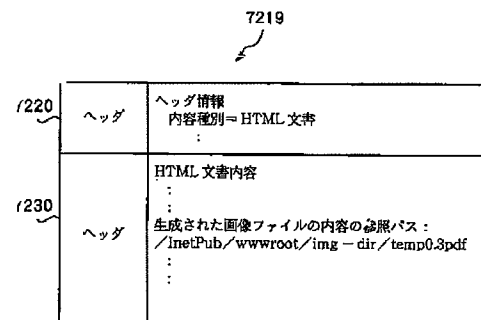 7219
7220
ヘッダ
ヘッダ情報
内容種別=HTML文書
:
7230
ヘッダ
HTML文書内容
:
:
生成された画像ファイルの内容の参照パス:
/InetPub/wwwroot/img-dir/temp0.3pdf
:
: